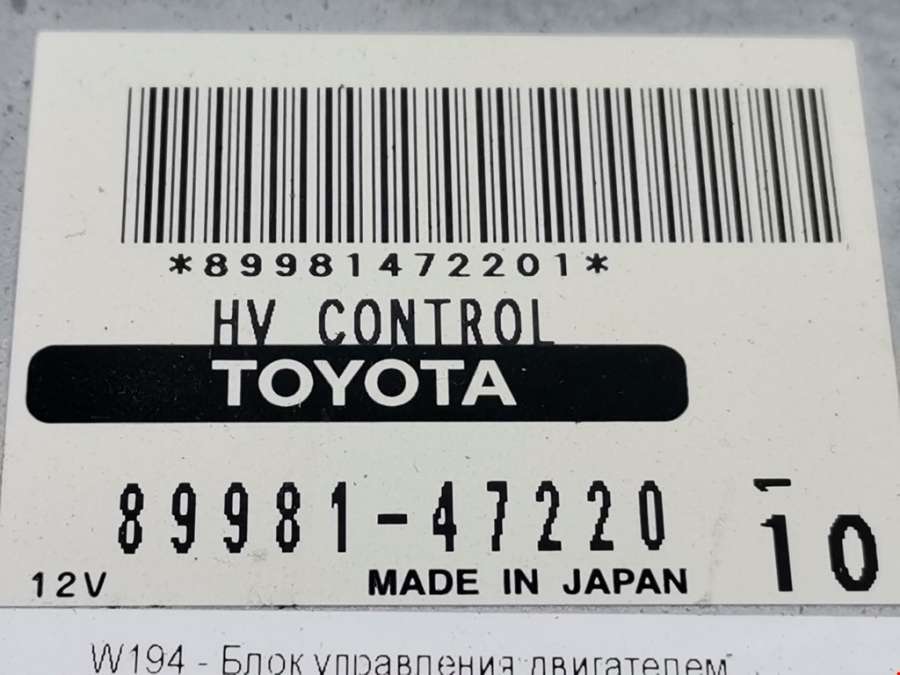 *89981472201*
HV CONTROL
TOYOTA
89981-47220
1
10
12V MADE IN JAPAN
W194 - Блок управления двигателем